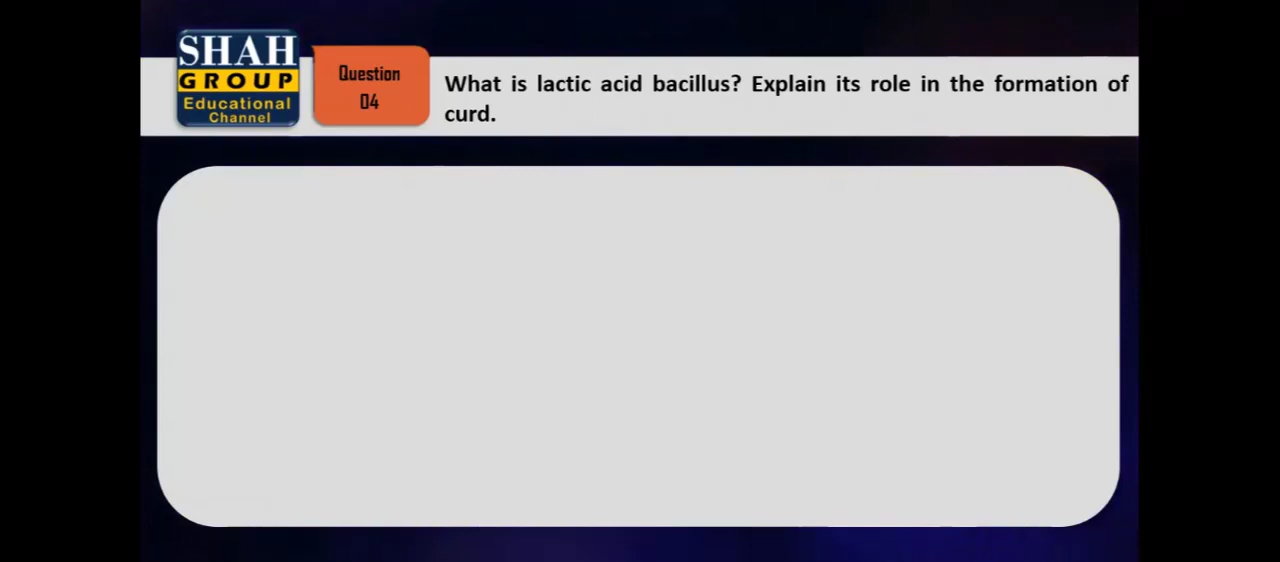 SHAH
GROUP
Educational
Channel
Question
04
What is lactic acid bacillus? Explain its role in the formation of
curd.